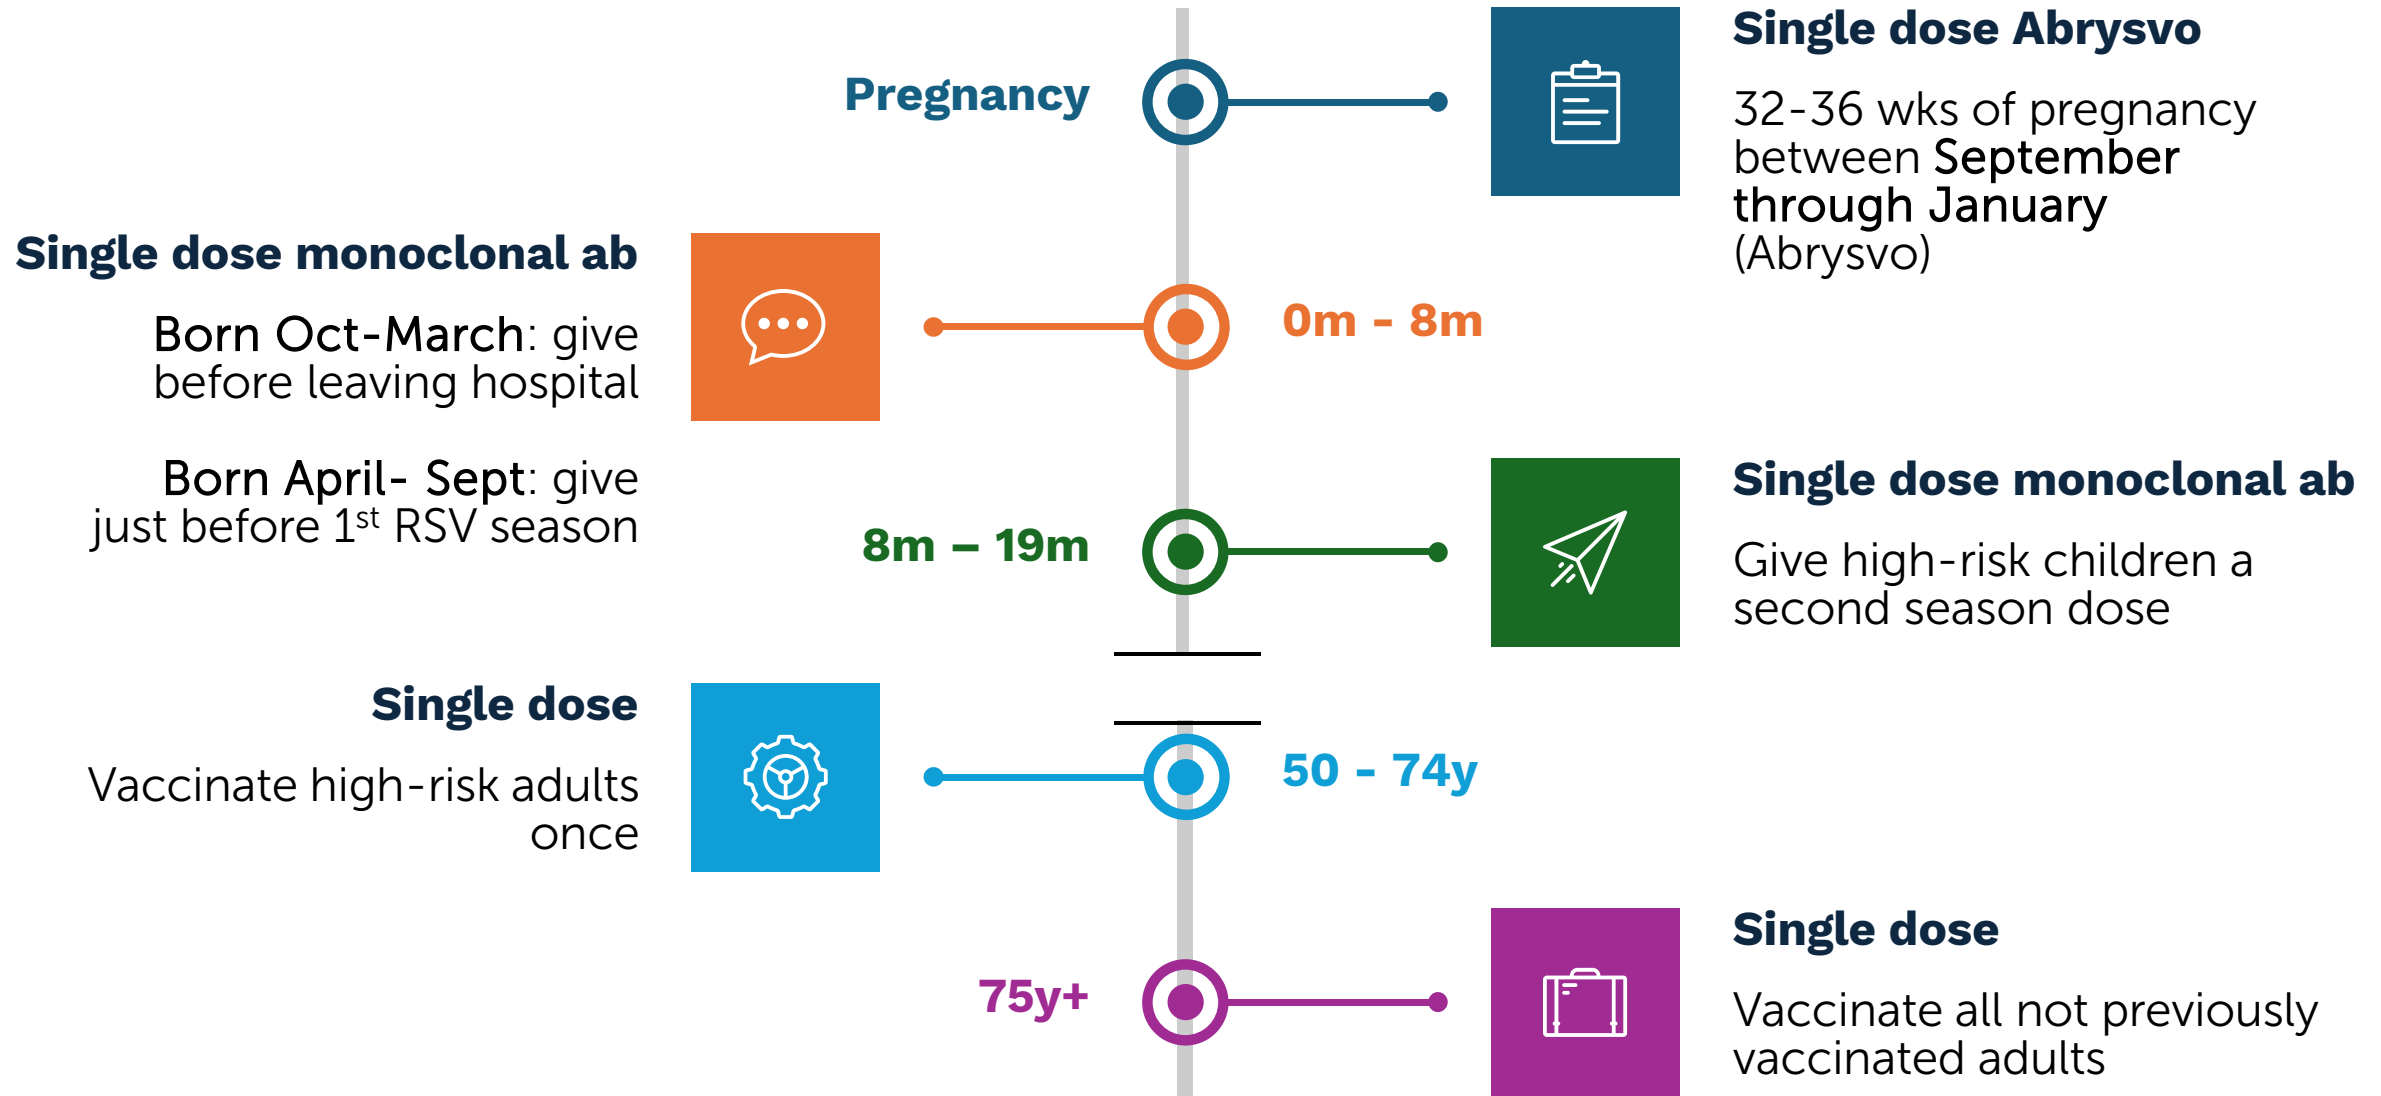 Pregnancy
Single dose Abrysvo
32-36 wks of pregnancy
between September
through January
(Abrysvo)
Single dose monoclonal ab
Born Oct-March: give
before leaving hospital
Born April- Sept: give
just before 1st RSV season
0m - 8m
8m – 19m
Single dose monoclonal ab
Give high-risk children a
second season dose
Single dose
Vaccinate high-risk adults
once
50 - 74y
75y+
Single dose
Vaccinate all not previously
vaccinated adults